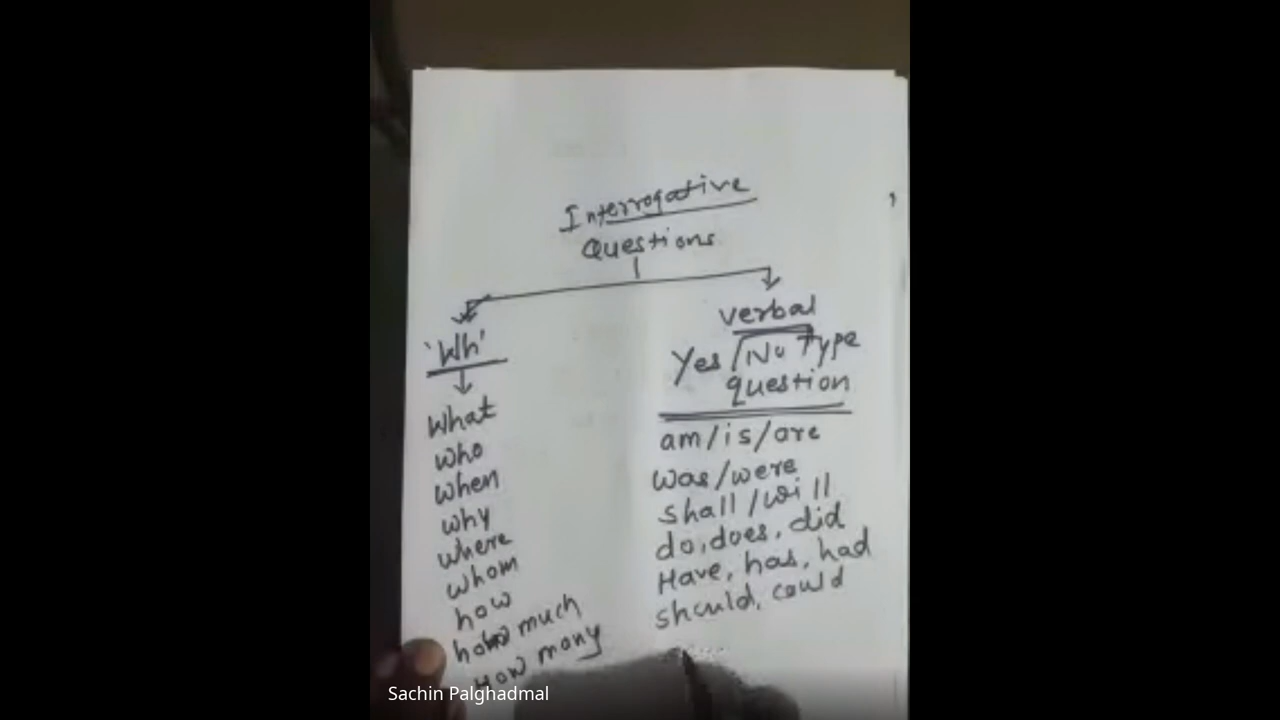 Interrogative
Questions
'Wh'
What
who
when
why
where
whom
how
how much
How many
verbal
Yes/No Type
question
am/is/are
was/were
shall/will
do, does, did
Have, has, had
should, could
Sachin Palghadmal